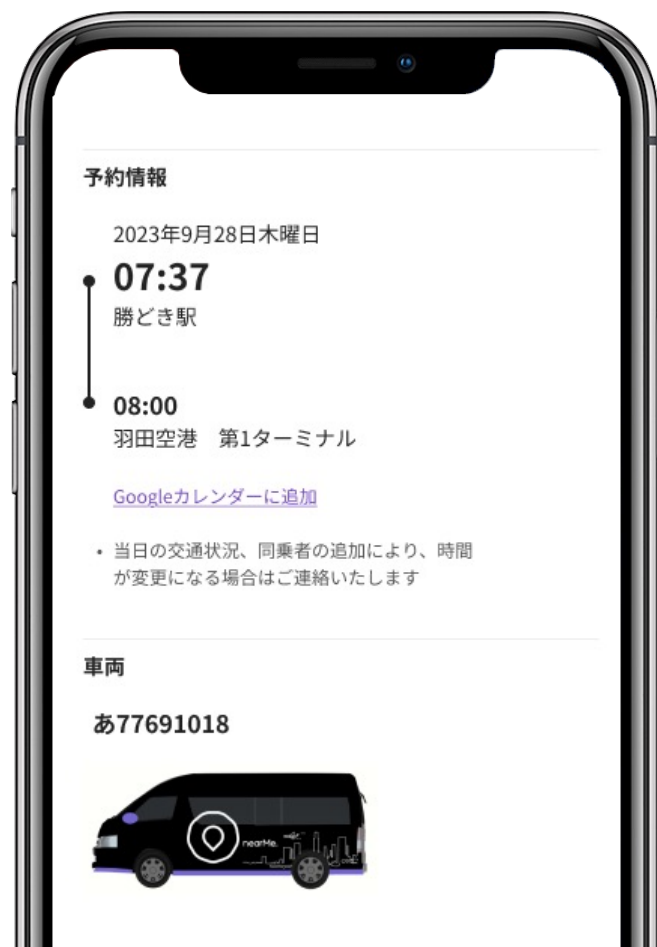 予約情報
2023年9月28日木曜日
07:37
勝どき駅
08:00
羽田空港　第1ターミナル
Googleカレンダーに追加
• 当日の交通状況、同乗者の追加により、時間
が変更になる場合はご連絡いたします
車両
あ77691018
nearMe.